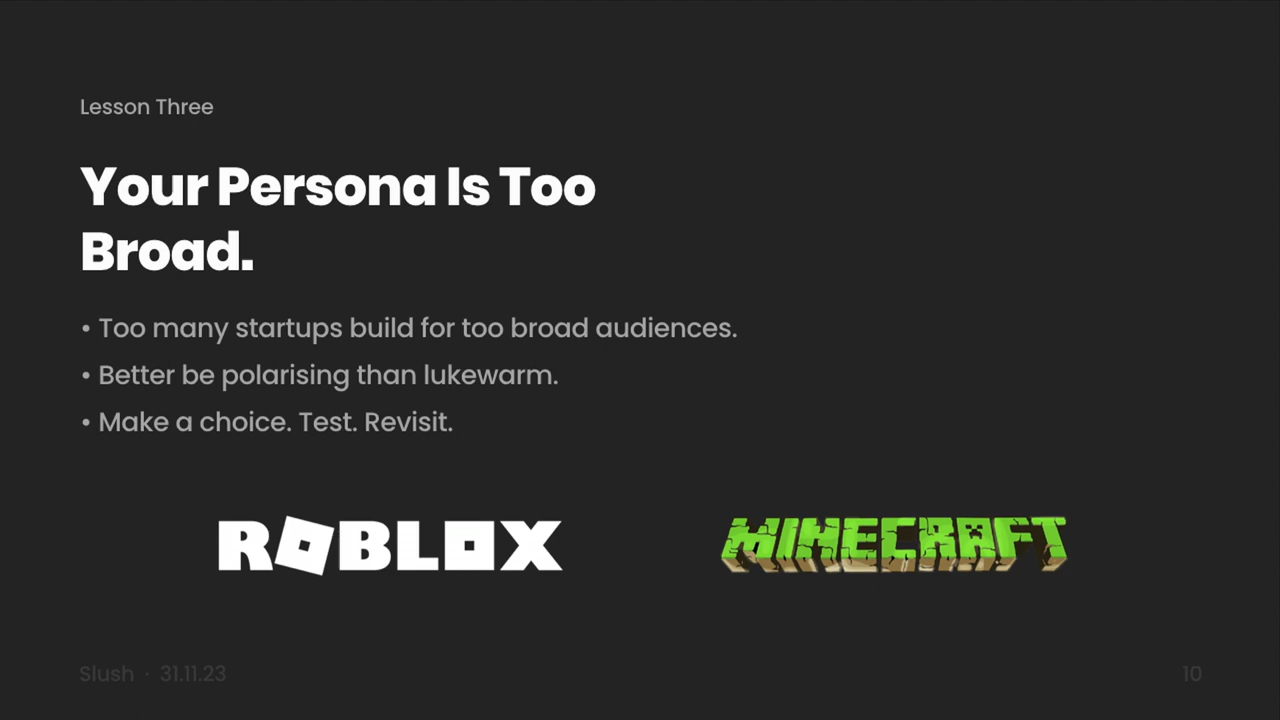 Lesson Three
Your Persona Is Too
Broad.
• Too many startups build for too broad audiences.
• Better be polarising than lukewarm.
• Make a choice. Test. Revisit.
ROBLOX MINECRAFT
Slush · 31.11.23 10